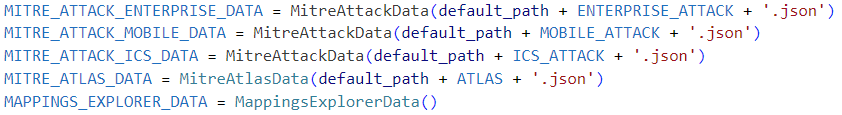 MITRE_ATTACK_ENTERPRISE_DATA = MitreAttackData(default_path + ENTERPRISE_ATTACK + '.json')
MITRE_ATTACK_MOBILE_DATA = MitreAttackData(default_path + MOBILE_ATTACK + '.json')
MITRE_ATTACK_ICS_DATA = MitreAttackData(default_path + ICS_ATTACK + '.json')
MITRE_ATLAS_DATA = MitreAtlasData(default_path + ATLAS + '.json')
MAPPINGS_EXPLORER_DATA = MappingsExplorerData()